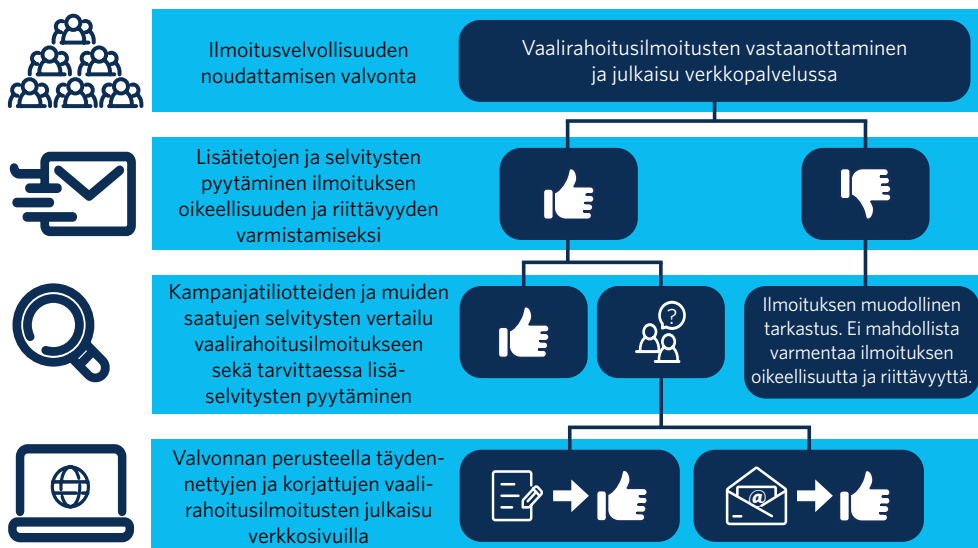 Ilmoitusvelvollisuuden
noudattamisen valvonta
Vaalirahoitusilmoitusten vastaanottaminen
ja julkaisu verkkopalvelussa
Lisätietojen ja selvitysten
pyytäminen ilmoituksen
oikeellisuuden ja riittävyyden
varmistamiseksi
Kampanjatiliotteiden ja muiden
saatujen selvitysten vertailu
vaalirahoitusilmoitukseen
sekä tarvittaessa lisä-
selvitysten pyytäminen
?
Ilmoituksen muodollinen
tarkastus. Ei mahdollista
varmentaa ilmoituksen
oikeellisuutta ja riittävyyttä.
Valvonnan perusteella täyden-
nettyjen ja korjattujen vaali-
rahoitusilmoitusten julkaisu
verkkosivuilla
@